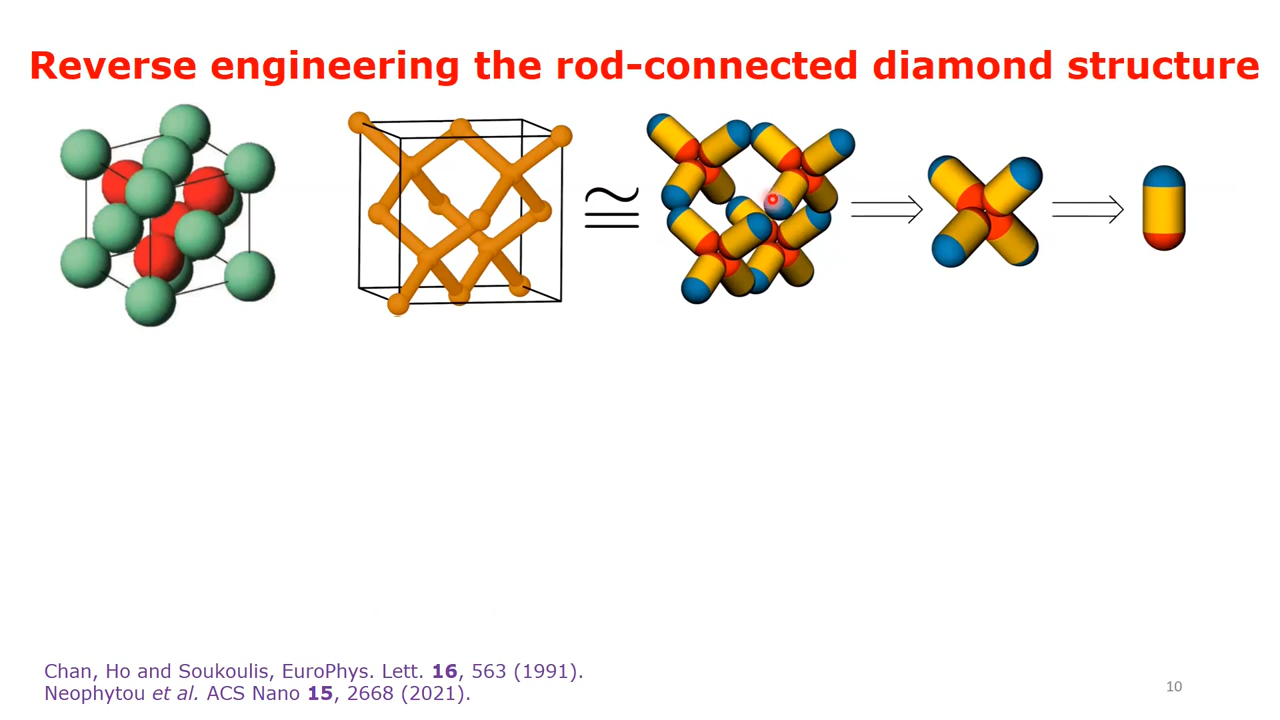 Reverse engineering the rod-connected diamond structure
≅
Chan, Ho and Soukoulis, EuroPhys. Lett. 16, 563 (1991).
Neophytou et al. ACS Nano 15, 2668 (2021).
10